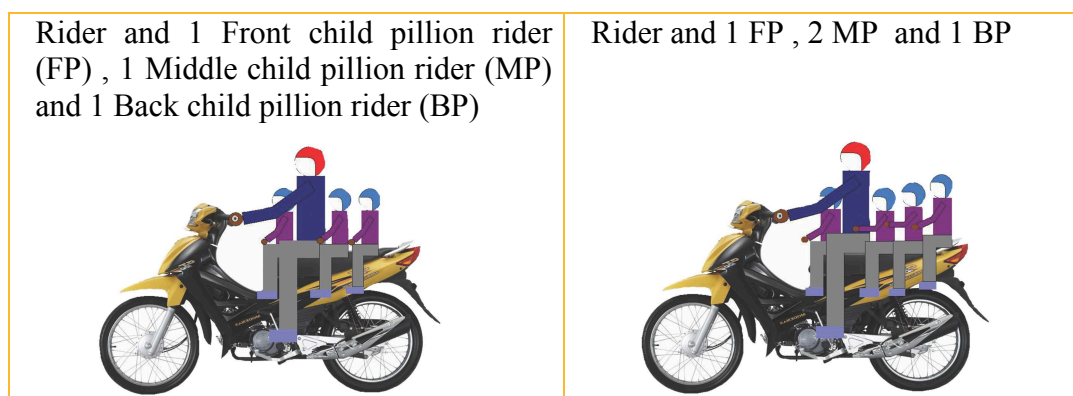 Rider and 1 Front child pillion rider
(FP) , 1 Middle child pillion rider (MP)
and 1 Back child pillion rider (BP)
Rider and 1 FP , 2 MP and 1 BP